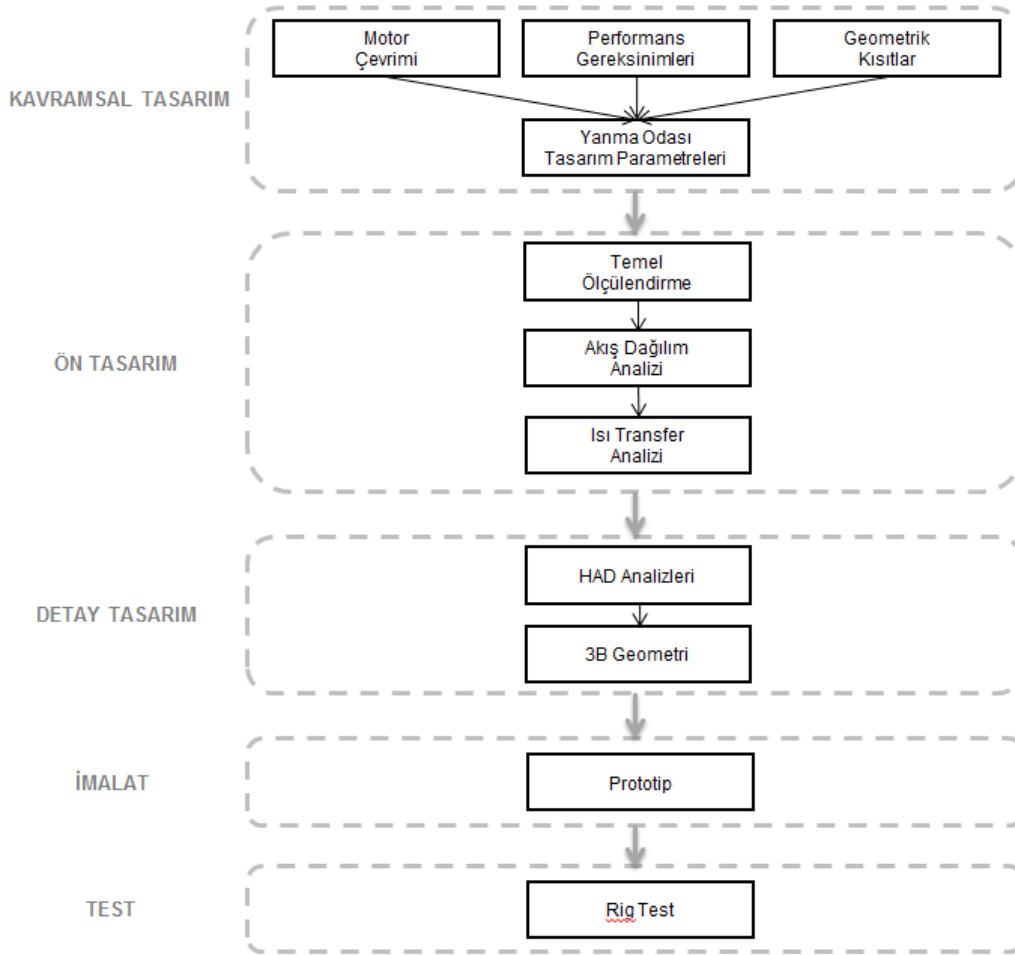 Motor
Çevrimi
Performans
Gereksinimleri
Geometrik
Kısıtlar
KAVRAMSAL TASARIM
Yanma Odası
Tasarım Parametreleri
Temel
Ölçülendirme
ÖN TASARIM
Akış Dağılım
Analizi
Isı Transfer
Analizi
HAD Analizleri
DETAY TASARIM
3B Geometri
İMALAT
Prototip
TEST
Rig Test